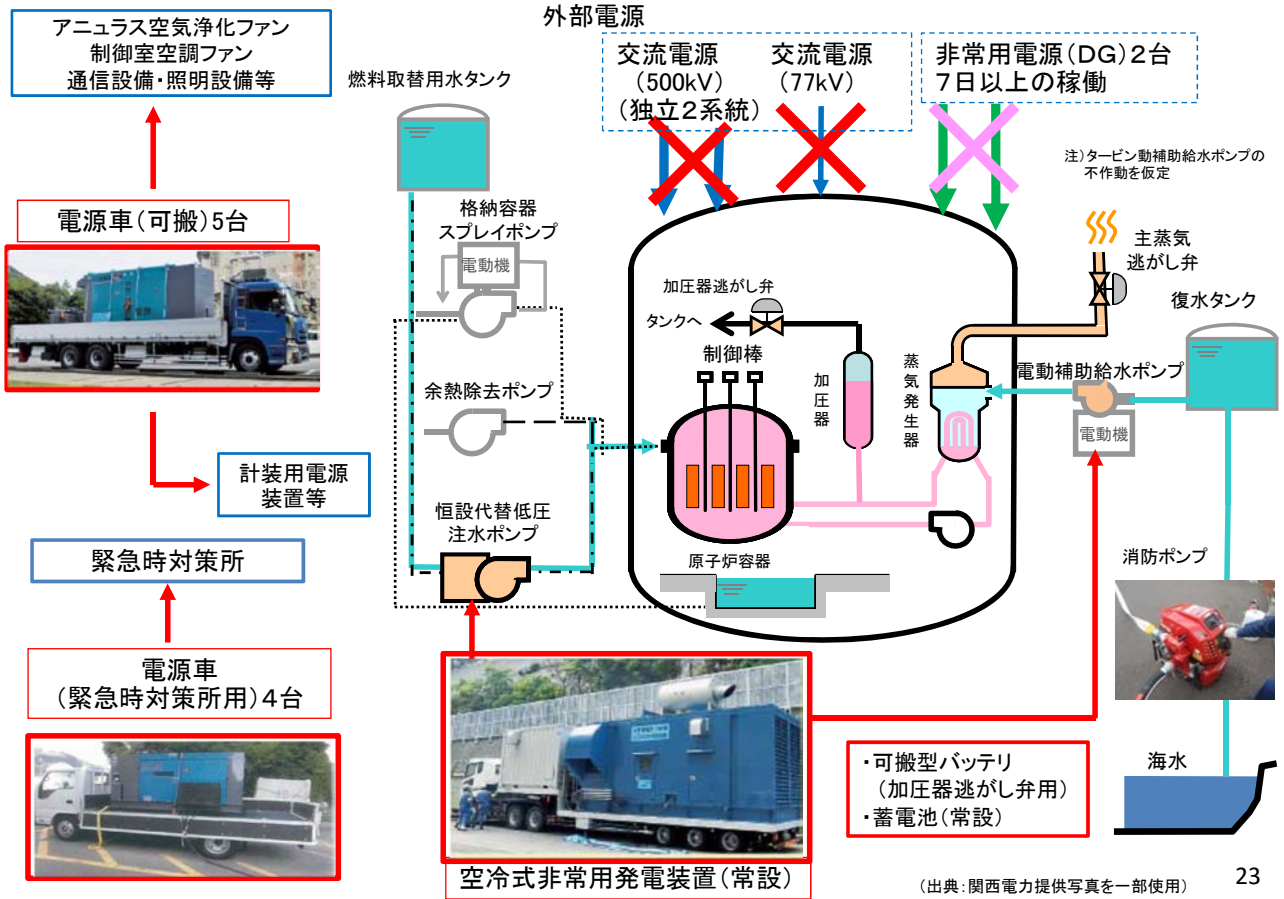 アニュラス空気浄化ファン
制御室空調ファン
通信設備・照明設備等
電源車(可搬)5台
計装用電源
装置等
緊急時対策所
電源車
(緊急時対策所用)4台
燃料取替用水タンク
格納容器
スプレイポンプ
電動機
余熱除去ポンプ
恒設代替低圧
注水ポンプ
外部電源
交流電源
(500kV)
(独立2系統)
交流電源
(77kV)
非常用電源(DG)2台
7日以上の稼働
注)タービン動補助給水ポンプの
不作動を仮定
主蒸気
逃がし弁
復水タンク
加圧器逃がし弁
タンクへ
制御棒
加圧器
蒸気発生器
電動補助給水ポンプ
電動機
原子炉容器
消防ポンプ
海水
・可搬型バッテリ
(加圧器逃がし弁用)
・蓄電池(常設)
空冷式非常用発電装置(常設)
(出典:関西電力提供写真を一部使用)
23